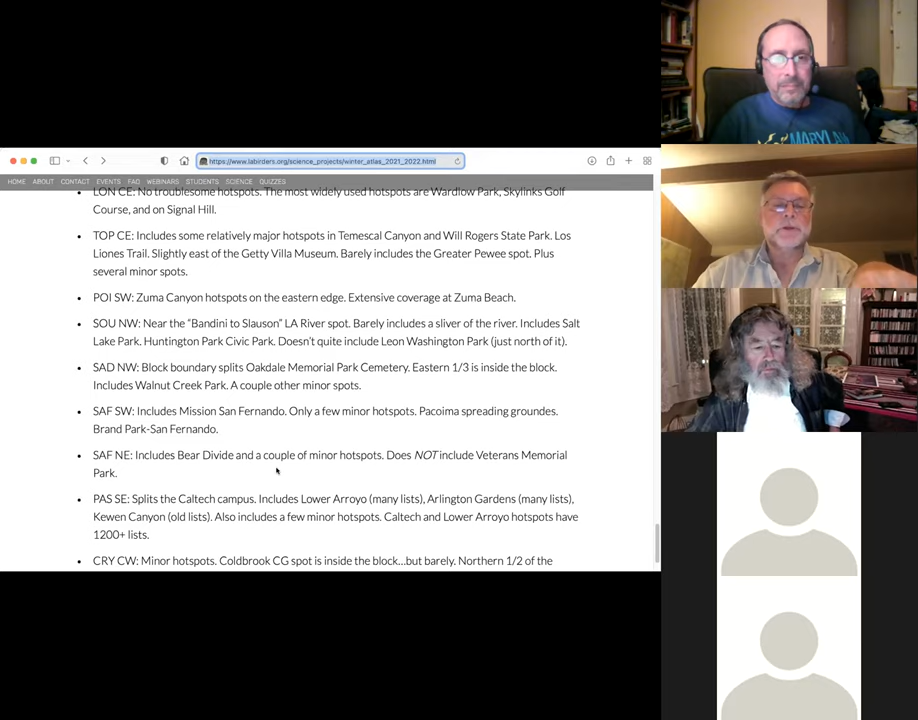 https://www.labirders.org/science_projects/winter_atlas_2021_2022.html
HOME ABOUT CONTACT EVENTS FAQ WEBINARS STUDENTS SCIENCE QUIZZES
LON CE: No troublesome hotspots. The most widely used hotspots are Wardlow Park, Skylinks Golf
Course, and on Signal Hill.
TOP CE: Includes some relatively major hotspots in Temescal Canyon and Will Rogers State Park. Los
Liones Trail. Slightly east of the Getty Villa Museum. Barely includes the Greater Pewee spot. Plus
several minor spots.
POI SW: Zuma Canyon hotspots on the eastern edge. Extensive coverage at Zuma Beach.
SOU NW: Near the “Bandini to Slauson” LA River spot. Barely includes a sliver of the river. Includes Salt
Lake Park. Huntington Park Civic Park. Doesn’t quite include Leon Washington Park (just north of it).
SAD NW: Block boundary splits Oakdale Memorial Park Cemetery. Eastern 1/3 is inside the block.
Includes Walnut Creek Park. A couple other minor spots.
SAF SW: Includes Mission San Fernando. Only a few minor hotspots. Pacoima spreading groundes.
Brand Park-San Fernando.
SAF NE: Includes Bear Divide and a couple of minor hotspots. Does NOT include Veterans Memorial
Park.
PAS SE: Splits the Caltech campus. Includes Lower Arroyo (many lists), Arlington Gardens (many lists),
Kewen Canyon (old lists). Also includes a few minor hotspots. Caltech and Lower Arroyo hotspots have
1200+ lists.
CRY CW: Minor hotspots. Coldbrook CG spot is inside the block...but barely. Northern 1/2 of the